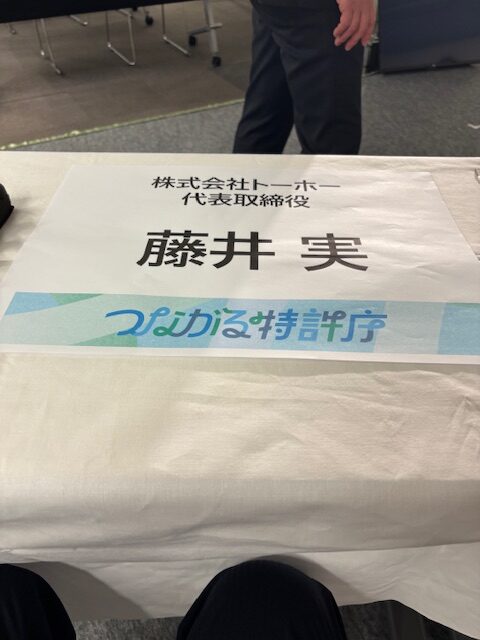 株式会社トーホー
代表取締役
藤井 実
つながる特許庁